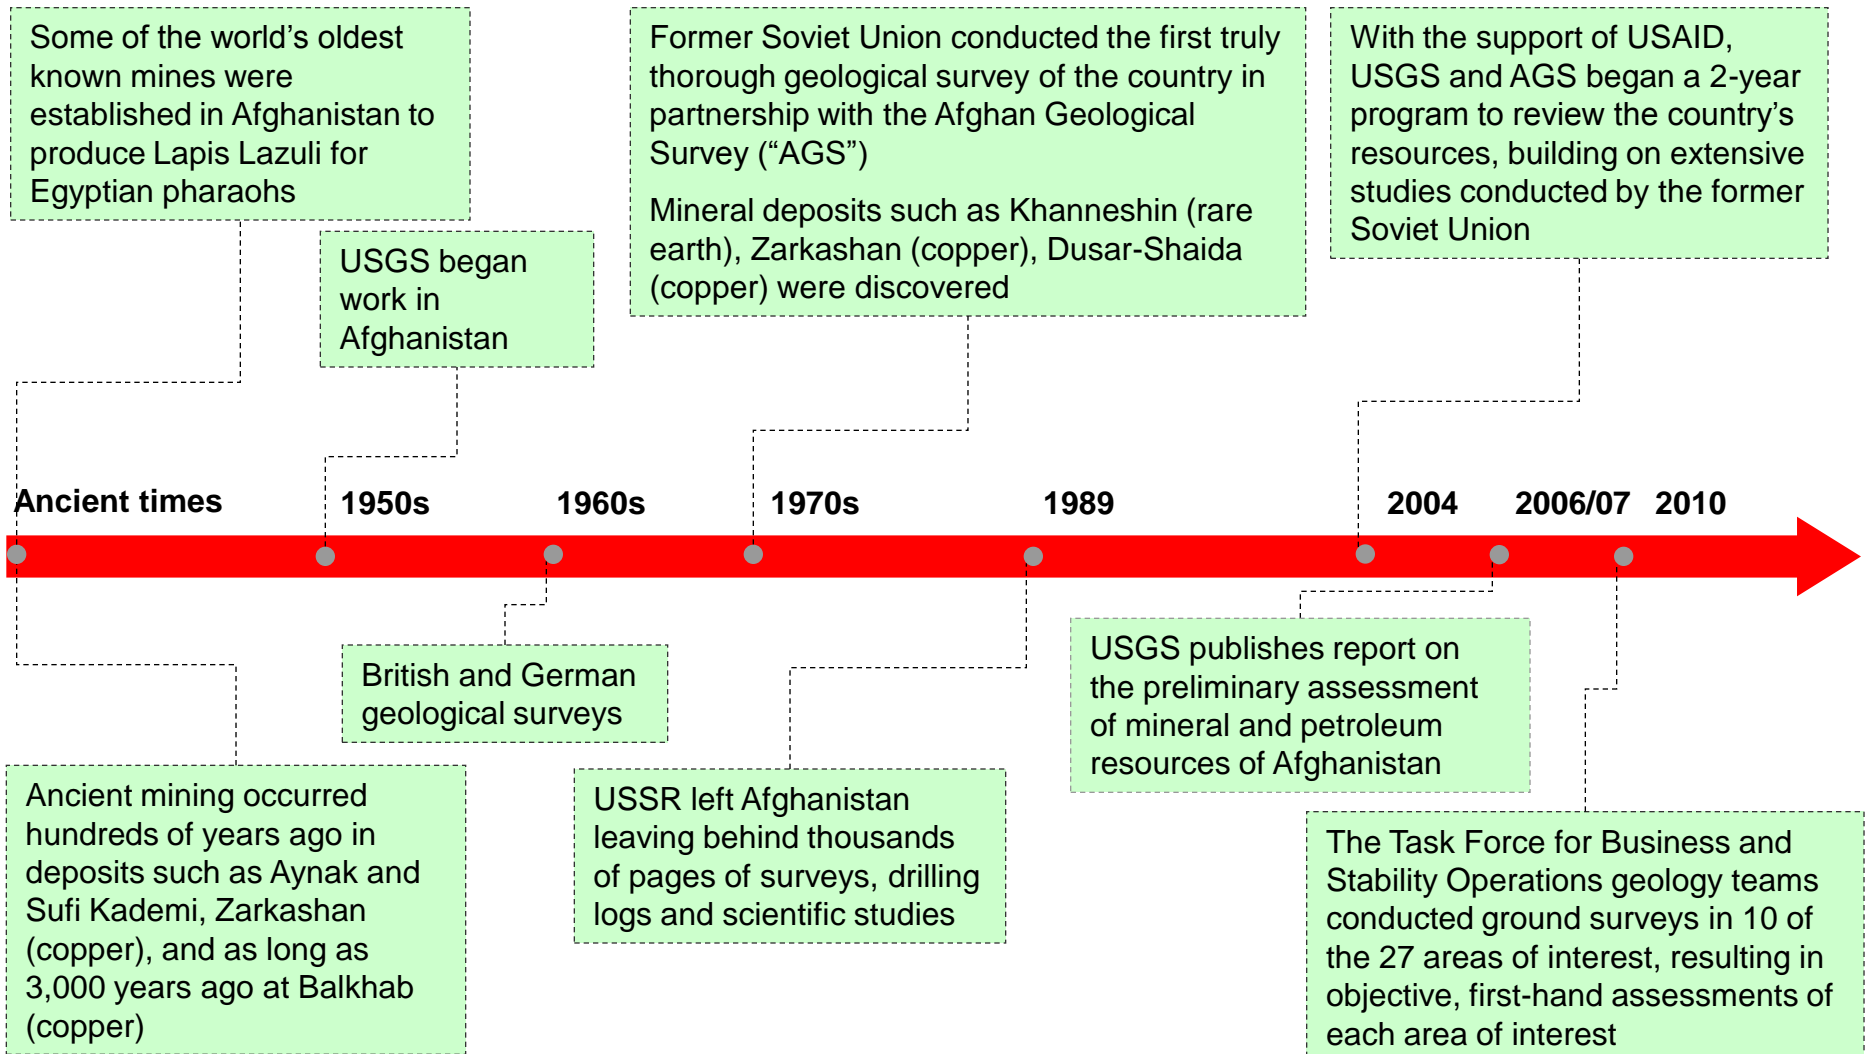 Some of the world's oldest
known mines were
established in Afghanistan to
produce Lapis Lazuli for
Egyptian pharaohs
USGS began
work in
Afghanistan
Former Soviet Union conducted the first truly
thorough geological survey of the country in
partnership with the Afghan Geological
Survey (“AGS”)
Mineral deposits such as Khanneshin (rare
earth), Zarkashan (copper), Dusar-Shaida
(copper) were discovered
With the support of USAID,
USGS and AGS began a 2-year
program to review the country’s
resources, building on extensive
studies conducted by the former
Soviet Union
Ancient times 1950s 1960s 1970s 1989 2004 2006/07 2010
British and German
geological surveys
USGS publishes report on
the preliminary assessment
of mineral and petroleum
resources of Afghanistan
Ancient mining occurred
hundreds of years ago in
deposits such as Aynak and
Sufi Kademi, Zarkashan
(copper), and as long as
3,000 years ago at Balkhab
(copper)
USSR left Afghanistan
leaving behind thousands
of pages of surveys, drilling
logs and scientific studies
The Task Force for Business and
Stability Operations geology teams
conducted ground surveys in 10 of
the 27 areas of interest, resulting in
objective, first-hand assessments of
each area of interest